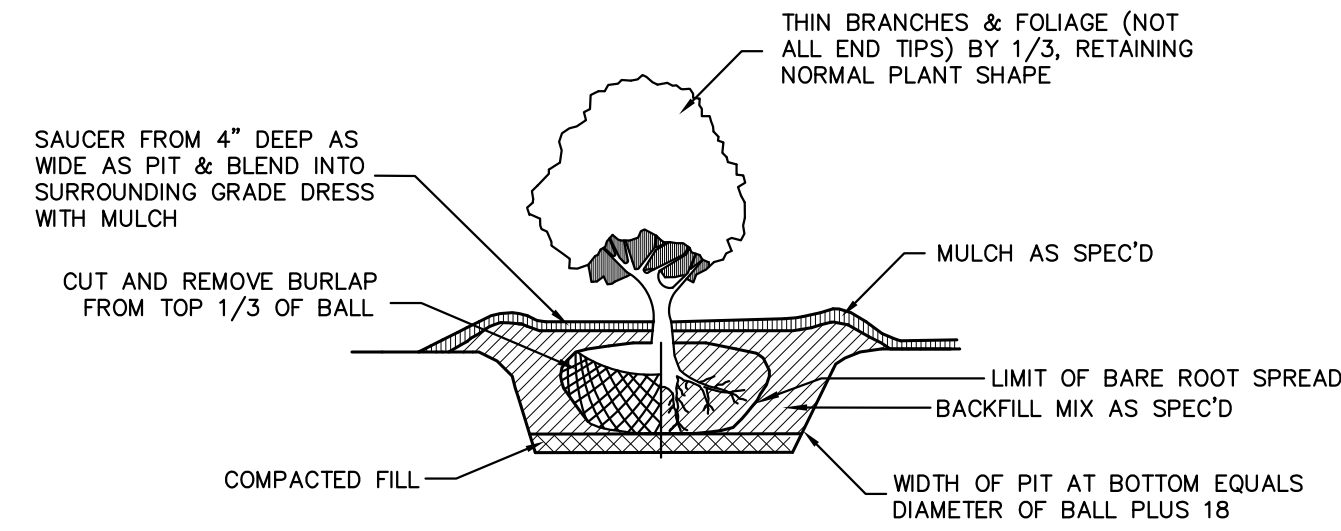 THIN BRANCHES & FOLIAGE (NOT
ALL END TIPS) BY 1/3, RETAINING
NORMAL PLANT SHAPE
SAUCER FROM 4" DEEP AS
WIDE AS PIT & BLEND INTO
SURROUNDING GRADE DRESS
WITH MULCH
MULCH AS SPEC'D
CUT AND REMOVE BURLAP
FROM TOP 1/3 OF BALL
LIMIT OF BARE ROOT SPREAD
BACKFILL MIX AS SPEC'D
COMPACTED FILL
WIDTH OF PIT AT BOTTOM EQUALS
DIAMETER OF BALL PLUS 18